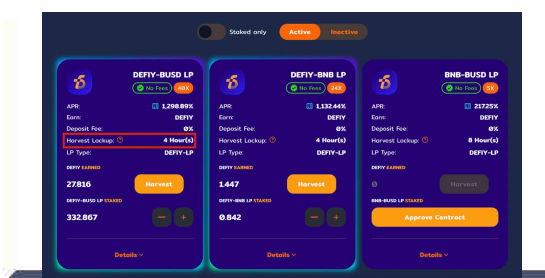 Staked only Active Inactive
DEFIY-BUSD LP
No Fees 40X
APR: 1,298.89%
Earn: DEFIY
Deposit Fee: 0%
Harvest Lockup: 4 Hour(s)
LP Type: DEFIY-LP
DEFIY EARNED
27.816 Harvest
DEFIY-BUSD LP STAKED
332.867 − +
Details
DEFIY-BNB LP
No Fees 24X
APR: 1,132.44%
Earn: DEFIY
Deposit Fee: 0%
Harvest Lockup: 4 Hour(s)
LP Type: DEFIY-LP
DEFIY EARNED
1.447 Harvest
DEFIY-BNB LP STAKED
0.842 − +
Details
BNB-BUSD LP
No Fees 5X
APR: 217.25%
Earn: DEFIY
Deposit Fee: 0%
Harvest Lockup: 8 Hour(s)
LP Type: DEFIY-LP
DEFIY EARNED
0 Harvest
BNB-BUSD LP STAKED
Approve Contract
Details